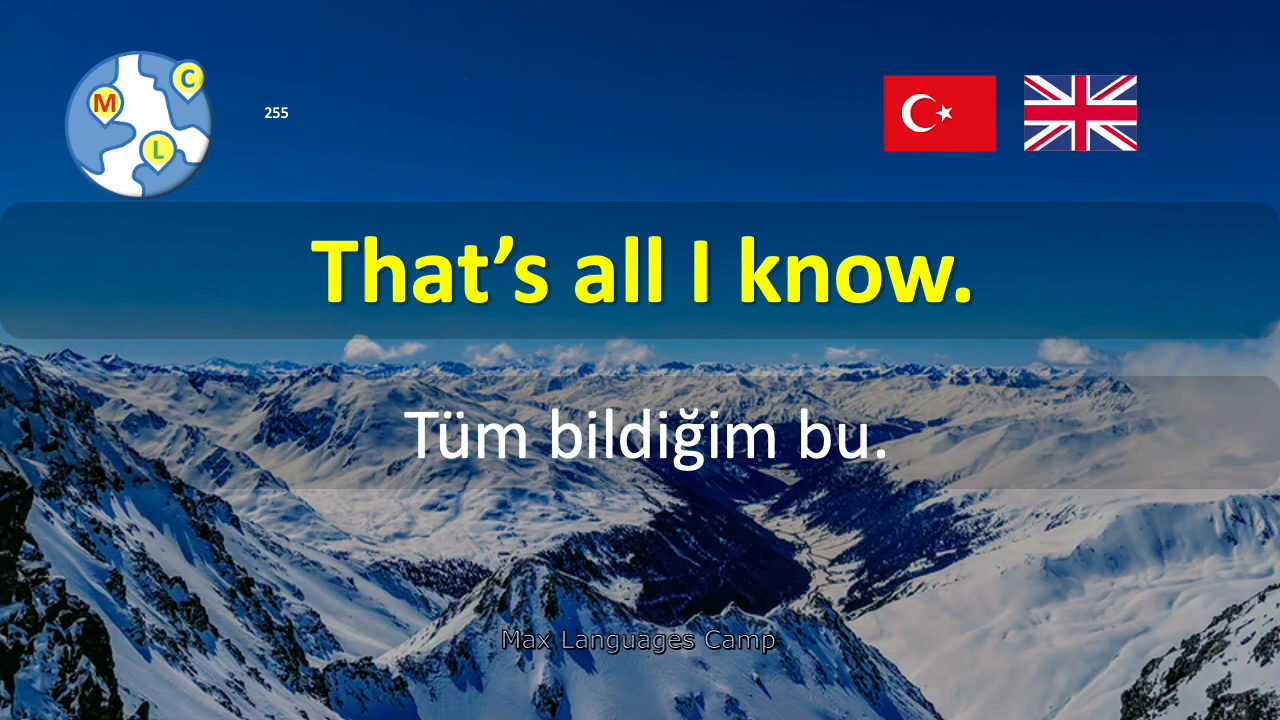 M
C
L
255
That’s all I know.
Tüm bildiğim bu.
Max Languages Camp